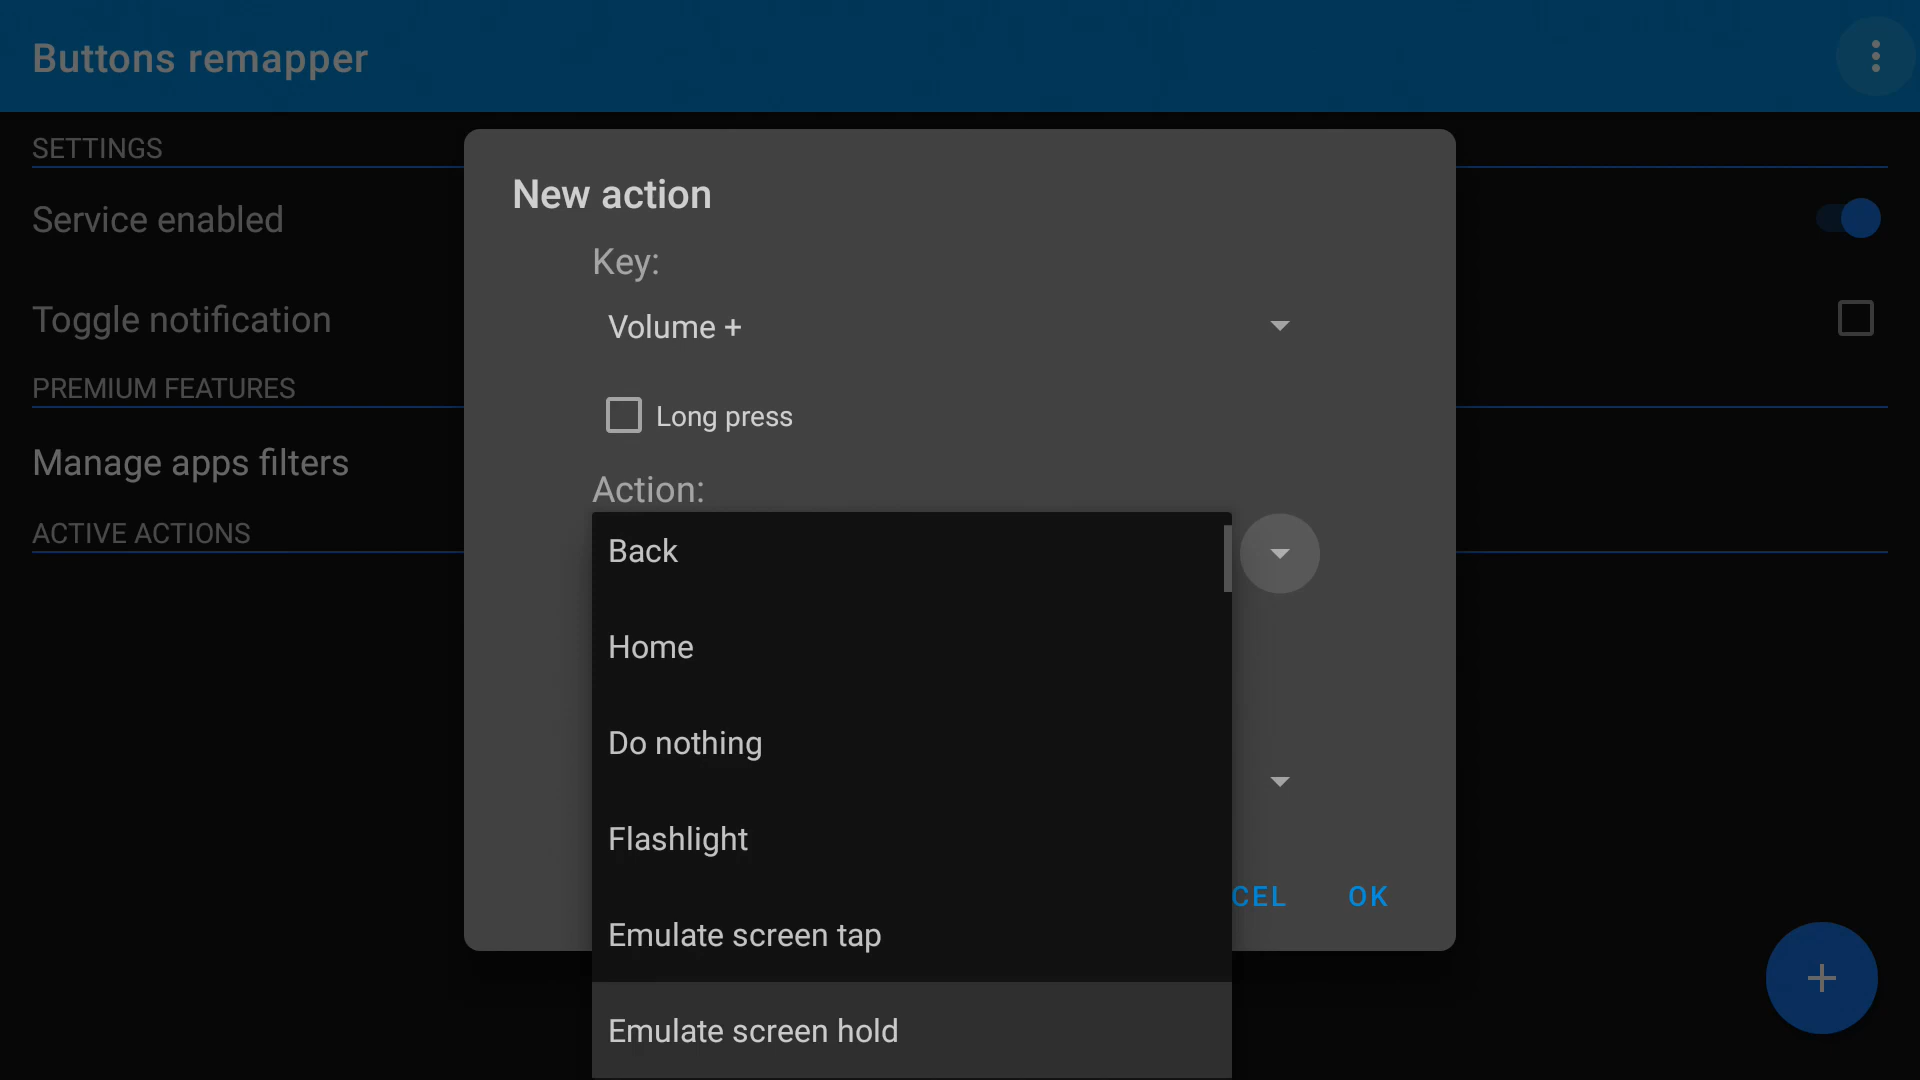 Buttons remapper
SETTINGS
Service enabled
Toggle notification
PREMIUM FEATURES
Manage apps filters
ACTIVE ACTIONS
New action
Key:
Volume +
Long press
Action:
Back
Home
Do nothing
Flashlight
Emulate screen tap
Emulate screen hold
CEL
OK